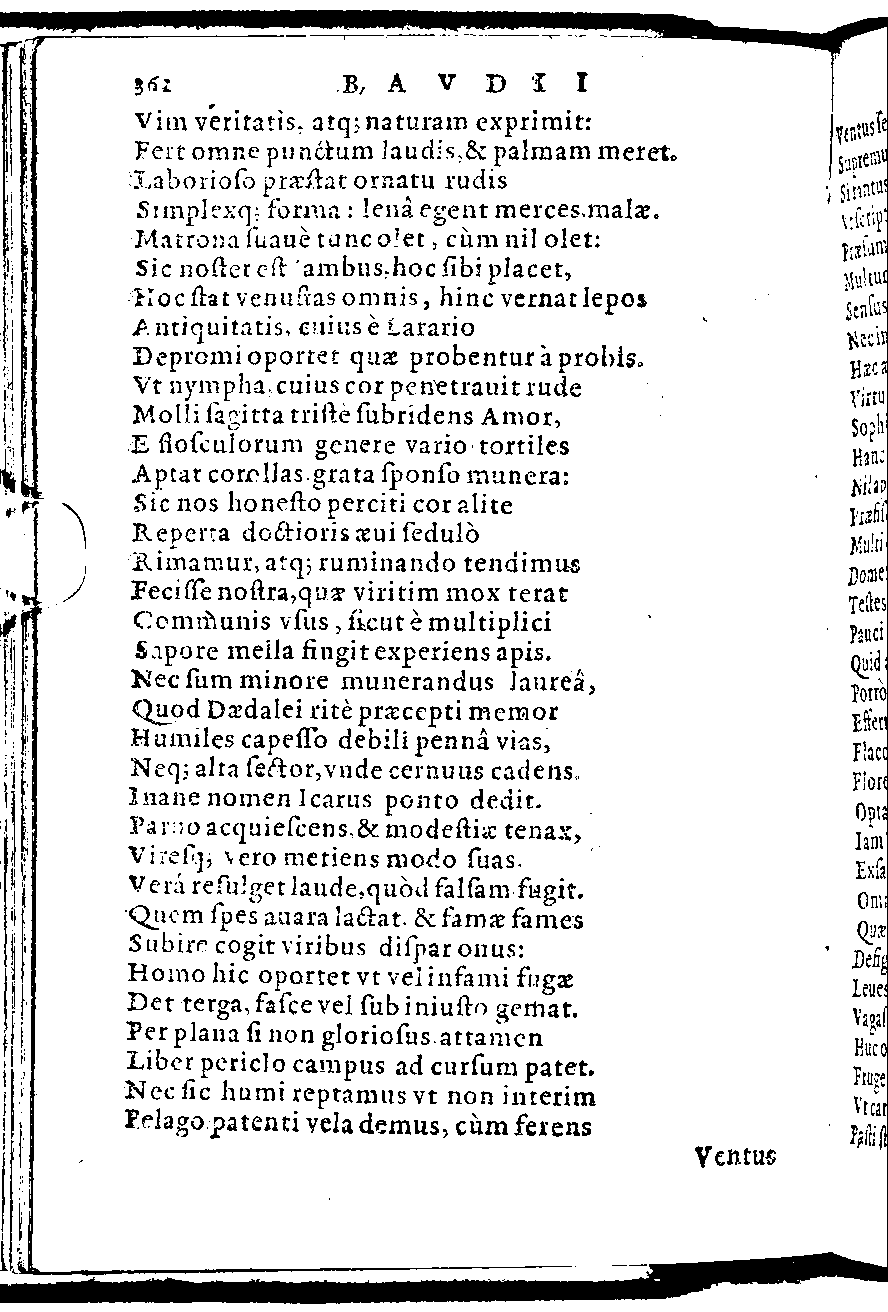 362 B A V D I I
Vim véritatis, atq; naturam exprimit:
Fert omne punctum laudis, & palmam meret.
Laborioſo præſtat ornatu rudis
Simplexq; forma : lenâ egent merces malæ.
Matrona ſuauè tunc olet, cùm nil olet:
Sic noſter eſt ambus, hoc ſibi placet,
Hoc ſtat venuſtas omnis, hinc vernat lepos
Antiquitatis, cuius è Larario
Depromi oportet quæ probentur à probis.
Vt nympha, cuius cor penetrauit rude
Molli ſagitta triſtè ſubridens Amor,
E floſculorum genere vario tortiles
Aptat corollas grata ſponſo munera:
Sic nos honeſto perciti cor alite
Reperta doctioris æui ſedulò
Rimamur, atq; ruminando tendimus
Feciſſe noſtra, quæ viritim mox terat
Communis vſus, ſicut è multiplici
Sapore mella fingit experiens apis.
Nec ſum minore munerandus laureâ,
Quod Dædalei ritè præcepti memor
Humiles capeſſo debili pennâ vias,
Neq; alta ſector, vnde cernuus cadens
Inane nomen Icarus ponto dedit.
Paruo acquieſcens, & modeſtiæ tenax,
Vireſq; vero metiens modo ſuas.
Verá refulget laude, quòd falſam fugit.
Quem ſpes auara lactat & famæ fames
Subire cogit viribus diſpar onus:
Homo hic oportet vt vel infami fugæ
Det terga, faſce vel ſub iniuſto gemat.
Per plana ſi non glorioſus attamen
Liber periclo campus ad curſum patet.
Nec ſic humi reptamus vt non interim
Pelago patenti vela demus, cùm ferens
Ventus
Ventus ſe
Supremu
Sitantus
Præſum
Multu
Senſus
Nec in
Hæc a
Virtu
Soph
Hanc
Nil ap
Præfiſ
Multi
Dome
Teſtes
Pauci
Quid
Porrò
Effert
Flacc
Flore
Opta
Iam
Exſa
Om
Quæ
Defig
Leues
Vagaſ
Huc o
Fruge
Vt car
Paſti ſt